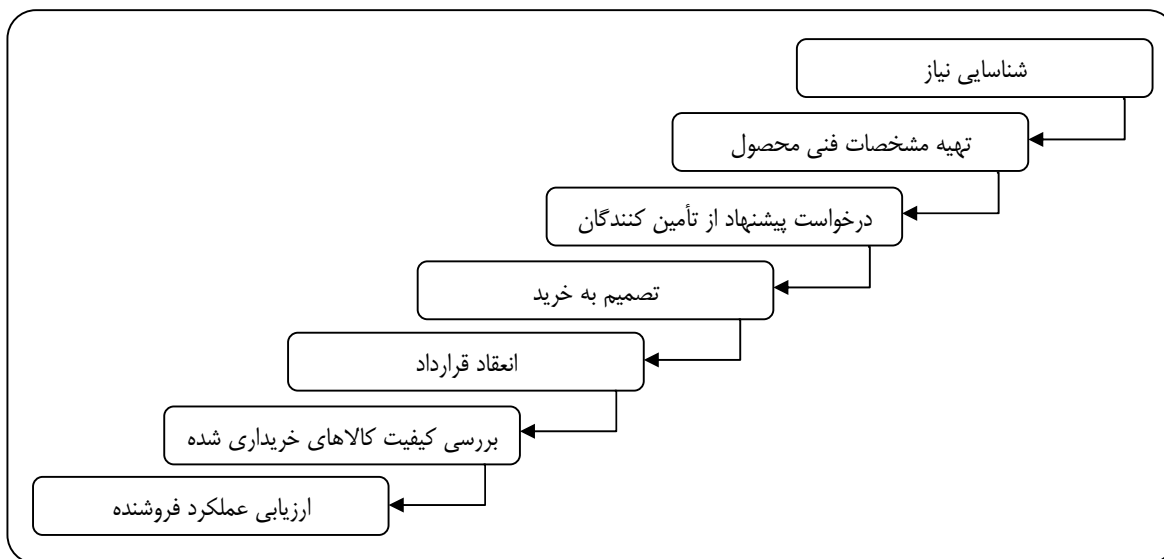 شناسایی نیاز
تهیه مشخصات فنی محصول
درخواست پیشنهاد از تأمین کنندگان
تصمیم به خرید
انعقاد قرارداد
بررسی کیفیت کالاهای خریداری شده
ارزیابی عملکرد فروشنده